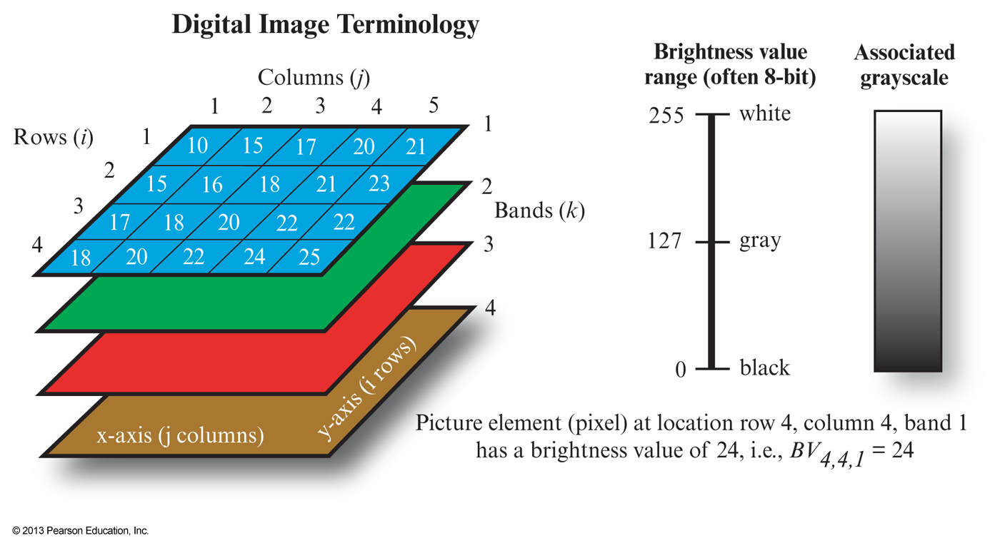 Digital Image Terminology
Columns (j)
1 2 3 4 5
Rows (i)
1 10 15 17 20 21 1
2 15 16 18 21 23 2
Bands (k)
3 17 18 20 22 22
4 18 20 22 24 25 3
4
x-axis (j columns)
y-axis (i rows)
Brightness value
range (often 8-bit)
255 white
127 gray
0 black
Associated
grayscale
Picture element (pixel) at location row 4, column 4, band 1
has a brightness value of 24, i.e., BV4,4,1 = 24
© 2013 Pearson Education, Inc.